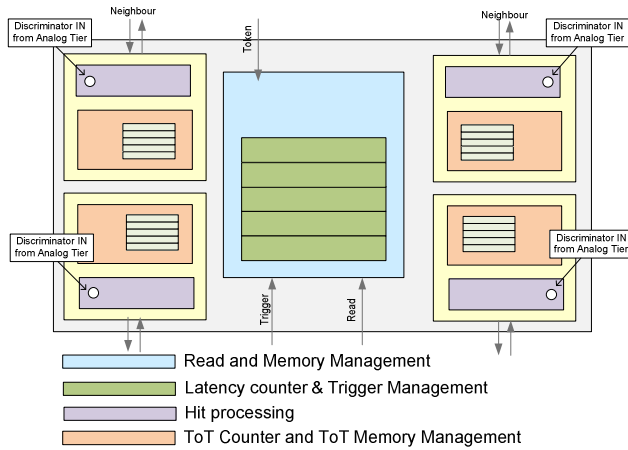 Neighbour
Neighbour
Discriminator IN
from Analog Tier
Token
Discriminator IN
from Analog Tier
Discriminator IN
from Analog Tier
Discriminator IN
from Analog Tier
Trigger
Read
Read and Memory Management
Latency counter & Trigger Management
Hit processing
ToT Counter and ToT Memory Management